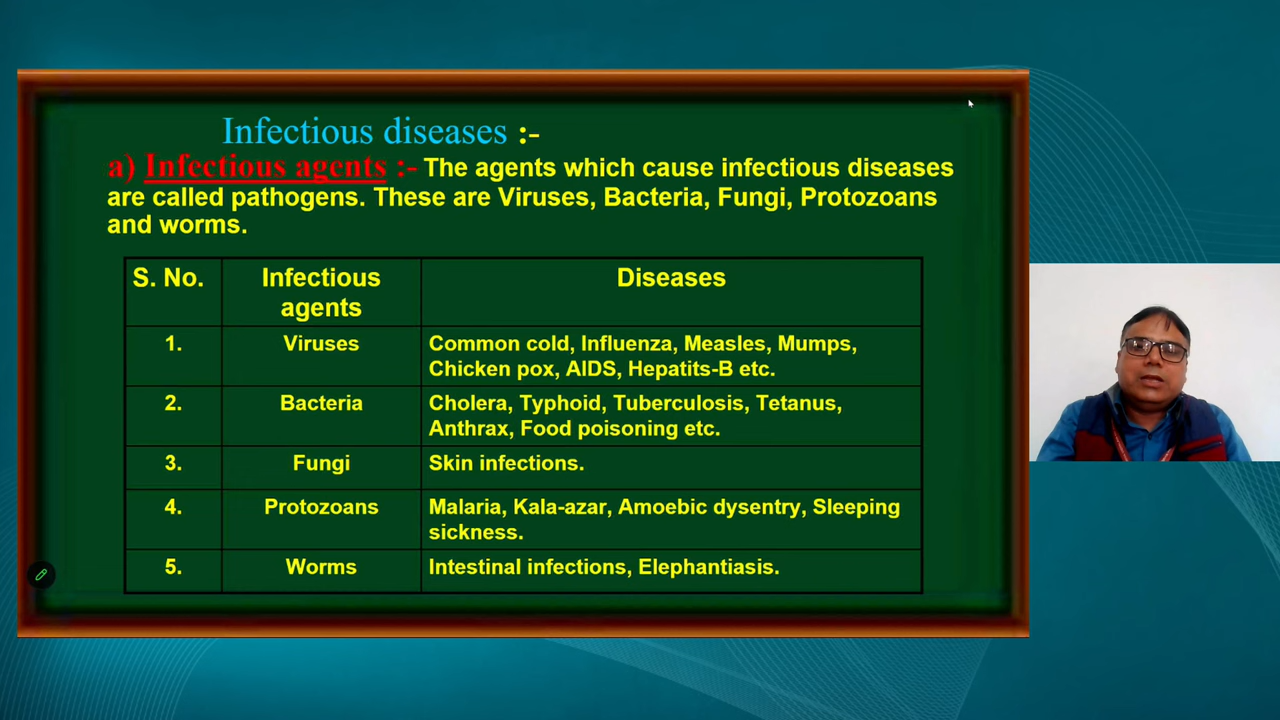 Infectious diseases :-
a) Infectious agents :- The agents which cause infectious diseases
are called pathogens. These are Viruses, Bacteria, Fungi, Protozoans
and worms.
S. No. Infectious agents Diseases
1. Viruses Common cold, Influenza, Measles, Mumps,
Chicken pox, AIDS, Hepatits-B etc.
2. Bacteria Cholera, Typhoid, Tuberculosis, Tetanus,
Anthrax, Food poisoning etc.
3. Fungi Skin infections.
4. Protozoans Malaria, Kala-azar, Amoebic dysentry, Sleeping
sickness.
5. Worms Intestinal infections, Elephantiasis.